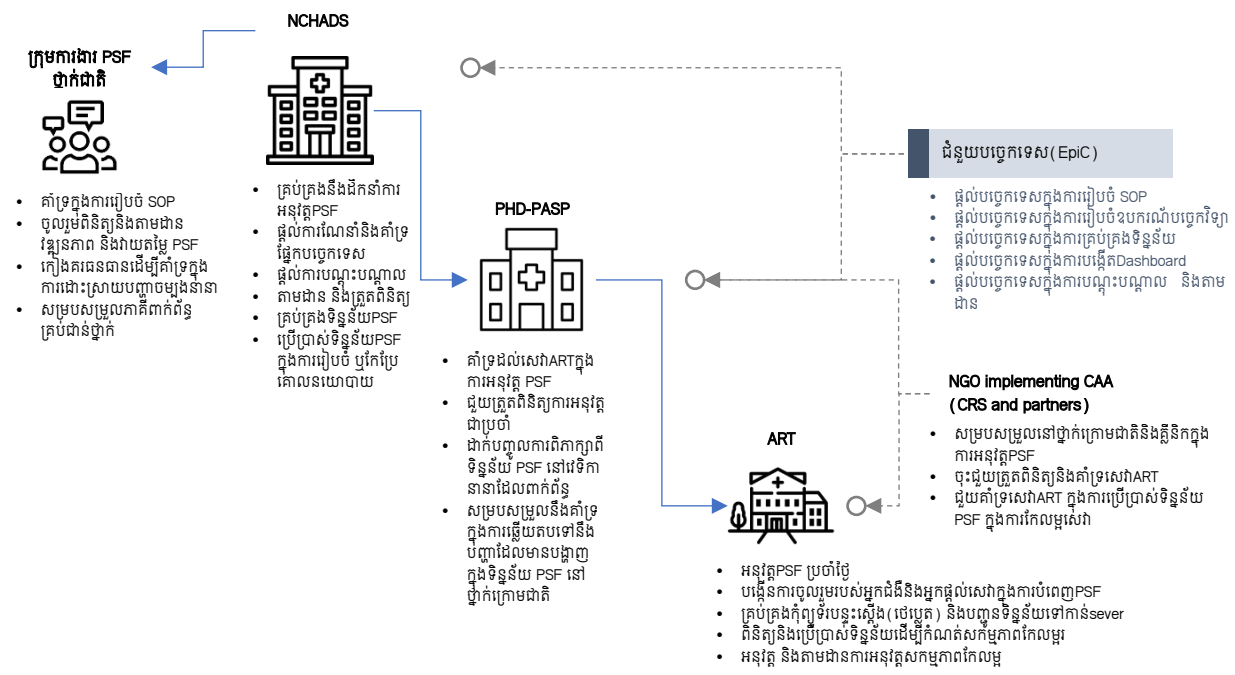 NCHADS
ក្រុមការងារ PSF
ថ្នាក់ជាតិ
• គាំទ្រក្នុងការរៀបចំ SOP
• ចូលរួមពិនិត្យនិងតាមដាន
វឌ្ឍនភាព និងវាយតម្លៃ PSF
• កៀងគរធនធានដើម្បីគាំទ្រក្នុង
ការដោះស្រាយបញ្ហាចម្បងនានា
• សម្របសម្រួលភាគីពាក់ព័ន្ធ
គ្រប់ជាន់ថ្នាក់
• គ្រប់គ្រងនឹងដឹកនាំការ
អនុវត្តPSF
• ផ្តល់ការណែនាំនិងគាំទ្រ
ផ្នែកបច្ចេកទេស
• ផ្តល់ការបណ្តុះបណ្តាល
• តាមដាន និងត្រួតពិនិត្យ
• គ្រប់គ្រងទិន្នន័យPSF
• ប្រើប្រាស់ទិន្នន័យPSF
ក្នុងការរៀបចំ ឬកែប្រែ
គោលនយោបាយ
PHD-PASP
• គាំទ្រដល់សេវាARTក្នុង
ការអនុវត្ត PSF
• ជួយត្រួតពិនិត្យការអនុវត្ត
ជាប្រចាំ
• ដាក់បញ្ចូលការពិភាក្សាពី
ទិន្នន័យ PSF នៅវេទិកា
នានាដែលពាក់ព័ន្ធ
• សម្របសម្រួលនឹងគាំទ្រ
ក្នុងការឆ្លើយតបទៅនឹង
បញ្ហាដែលមានបង្ហាញ
ក្នុងទិន្នន័យ PSF នៅ
ថ្នាក់ក្រោមជាតិ
ជំនួយបច្ចេកទេស(EpiC)
• ផ្តល់បច្ចេកទេសក្នុងការរៀបចំ SOP
• ផ្តល់បច្ចេកទេសក្នុងការរៀបចំឧបករណ៍បច្ចេកវិទ្យា
• ផ្តល់បច្ចេកទេសក្នុងការគ្រប់គ្រងទិន្នន័យ
• ផ្តល់បច្ចេកទេសក្នុងការបង្កើតDashboard
• ផ្តល់បច្ចេកទេសក្នុងការបណ្តុះបណ្តាល និងតាម
ដាន
NGO implementing CAA
(CRS and partners)
• សម្របសម្រួលនៅថ្នាក់ក្រោមជាតិនិងគ្លីនិកក្នុង
ការអនុវត្តPSF
• ចុះជួយត្រួតពិនិត្យនិងគាំទ្រសេវាART
• ជួយគាំទ្រសេវាART ក្នុងការប្រើប្រាស់ទិន្នន័យ
PSF ក្នុងការកែលម្អសេវា
ART
• អនុវត្តPSF ប្រចាំថ្ងៃ
• បង្កើនការចូលរួមរបស់អ្នកជំងឺនិងអ្នកផ្តល់សេវាក្នុងការបំពេញPSF
• គ្រប់គ្រងកុំព្យូទ័របន្ទះស្តើង(ថេប្លេត) និងបញ្ជូនទិន្នន័យទៅកាន់sever
• ពិនិត្យនិងប្រើប្រាស់ទិន្នន័យដើម្បីកំណត់សកម្មភាពកែលម្អរ
• អនុវត្ត និងតាមដានការអនុវត្តសកម្មភាពកែលម្អ